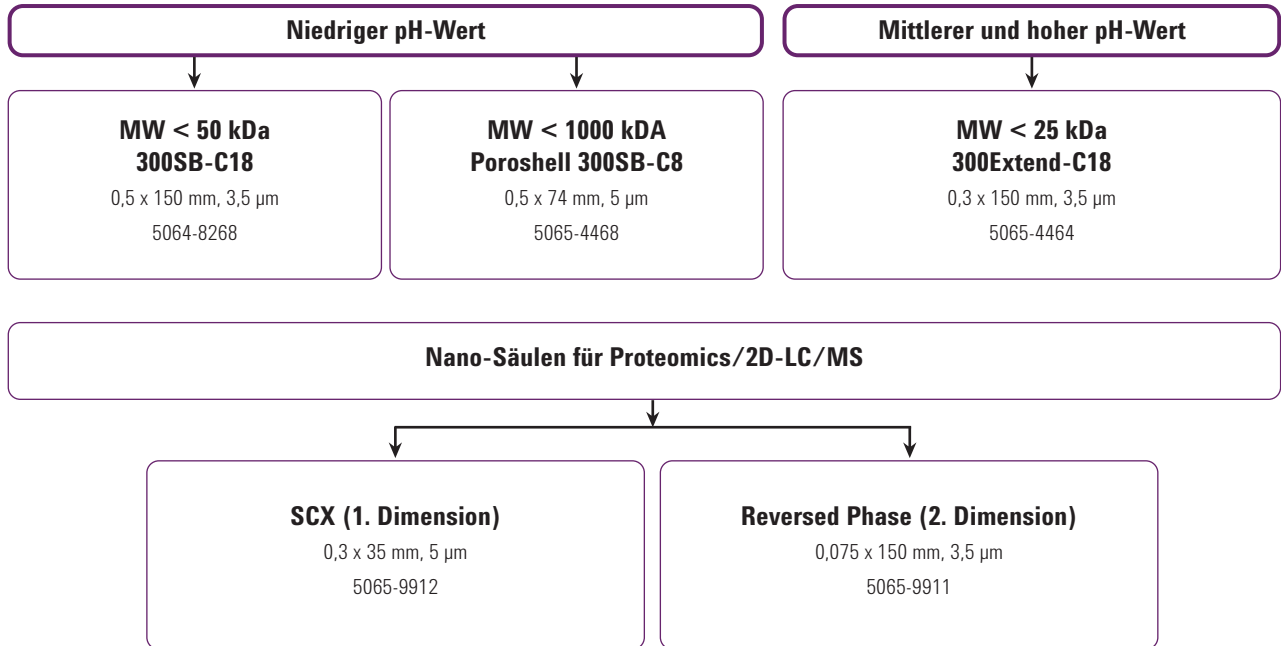 Niedriger pH-Wert
Mittlerer und hoher pH-Wert
MW < 50 kDa
300SB-C18
0,5 x 150 mm, 3,5 µm
5064-8268
MW < 1000 kDA
Poroshell 300SB-C8
0,5 x 74 mm, 5 µm
5065-4468
MW < 25 kDa
300Extend-C18
0,3 x 150 mm, 3,5 µm
5065-4464
Nano-Säulen für Proteomics/2D-LC/MS
SCX (1. Dimension)
0,3 x 35 mm, 5 µm
5065-9912
Reversed Phase (2. Dimension)
0,075 x 150 mm, 3,5 µm
5065-9911